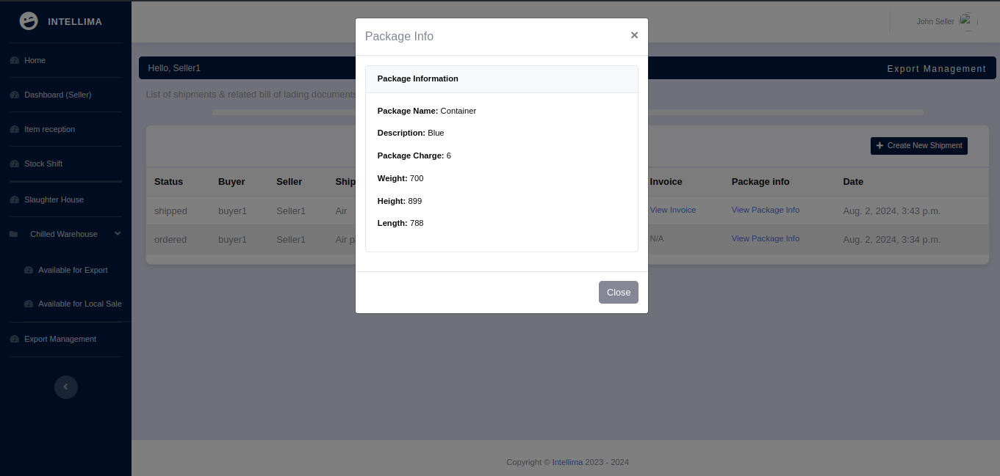 INTELLIMA
Home
Dashboard (Seller)
Item reception
Stock Shift
Slaughter House
Chilled Warehouse
Available for Export
Available for Local Sale
Export Management
John Seller
Hello, Seller1
Export Management
List of shipments & related bill of lading documents
Create New Shipment
Status Buyer Seller Ship Invoice Package info Date
shipped buyer1 Seller1 Air View Invoice View Package Info Aug. 2, 2024, 3:43 p.m.
ordered buyer1 Seller1 Air p N/A View Package Info Aug. 2, 2024, 3:34 p.m.
Package Info ×
Package Information
Package Name: Container
Description: Blue
Package Charge: 6
Weight: 700
Height: 899
Length: 788
Close
Copyright © Intellima 2023 - 2024